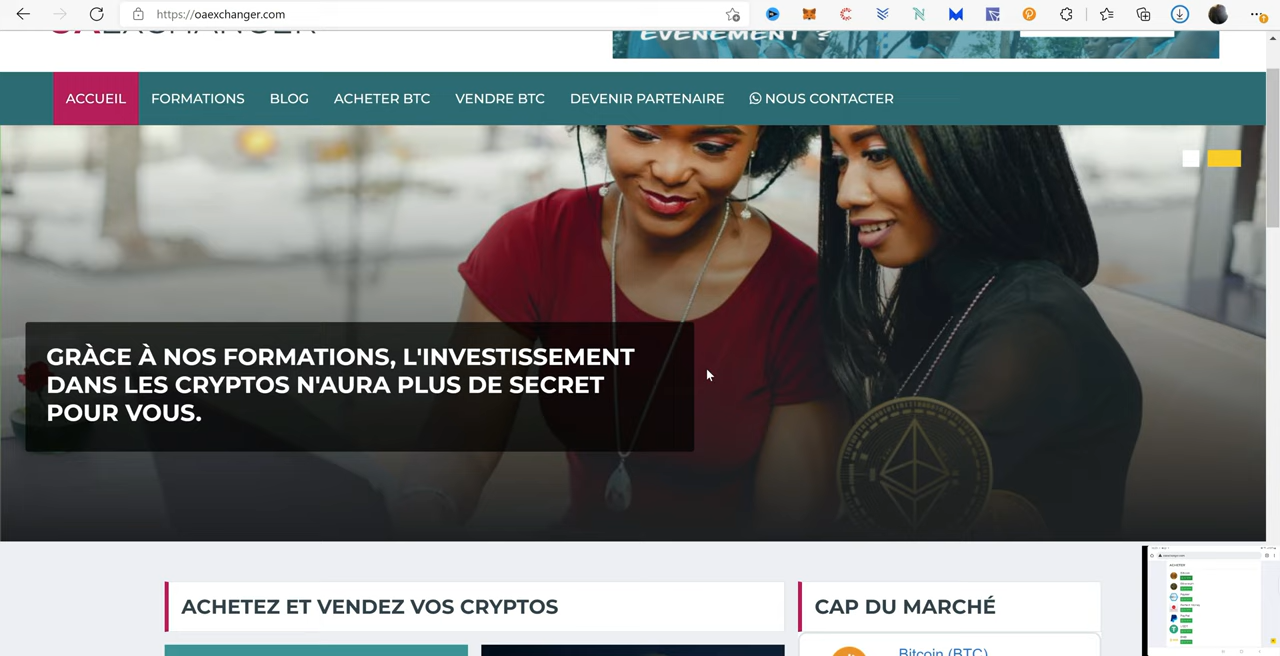 https://oaexchanger.com
EVENEMENT ?
ACCUEIL
FORMATIONS
BLOG
ACHETER BTC
VENDRE BTC
DEVENIR PARTENAIRE
NOUS CONTACTER
GRÀCE À NOS FORMATIONS, L'INVESTISSEMENT
DANS LES CRYPTOS N'AURA PLUS DE SECRET
POUR VOUS.
ACHETEZ ET VENDEZ VOS CRYPTOS
CAP DU MARCHÉ
Bitcoin (BTC)